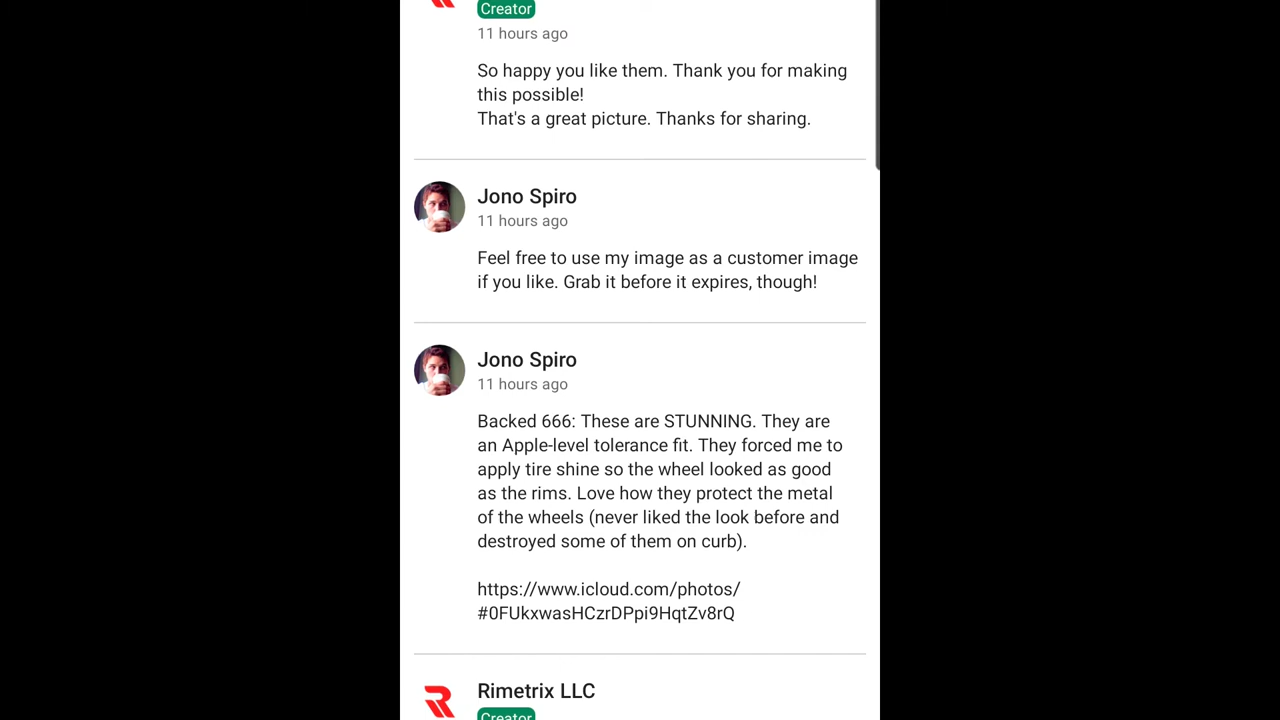 Creator
11 hours ago
So happy you like them. Thank you for making
this possible!
That's a great picture. Thanks for sharing.
Jono Spiro
11 hours ago
Feel free to use my image as a customer image
if you like. Grab it before it expires, though!
Jono Spiro
11 hours ago
Backed 666: These are STUNNING. They are
an Apple-level tolerance fit. They forced me to
apply tire shine so the wheel looked as good
as the rims. Love how they protect the metal
of the wheels (never liked the look before and
destroyed some of them on curb).
https://www.icloud.com/photos/
#0FUkxwasHCzrDPpi9HqtZv8rQ
Rimetrix LLC
Creator